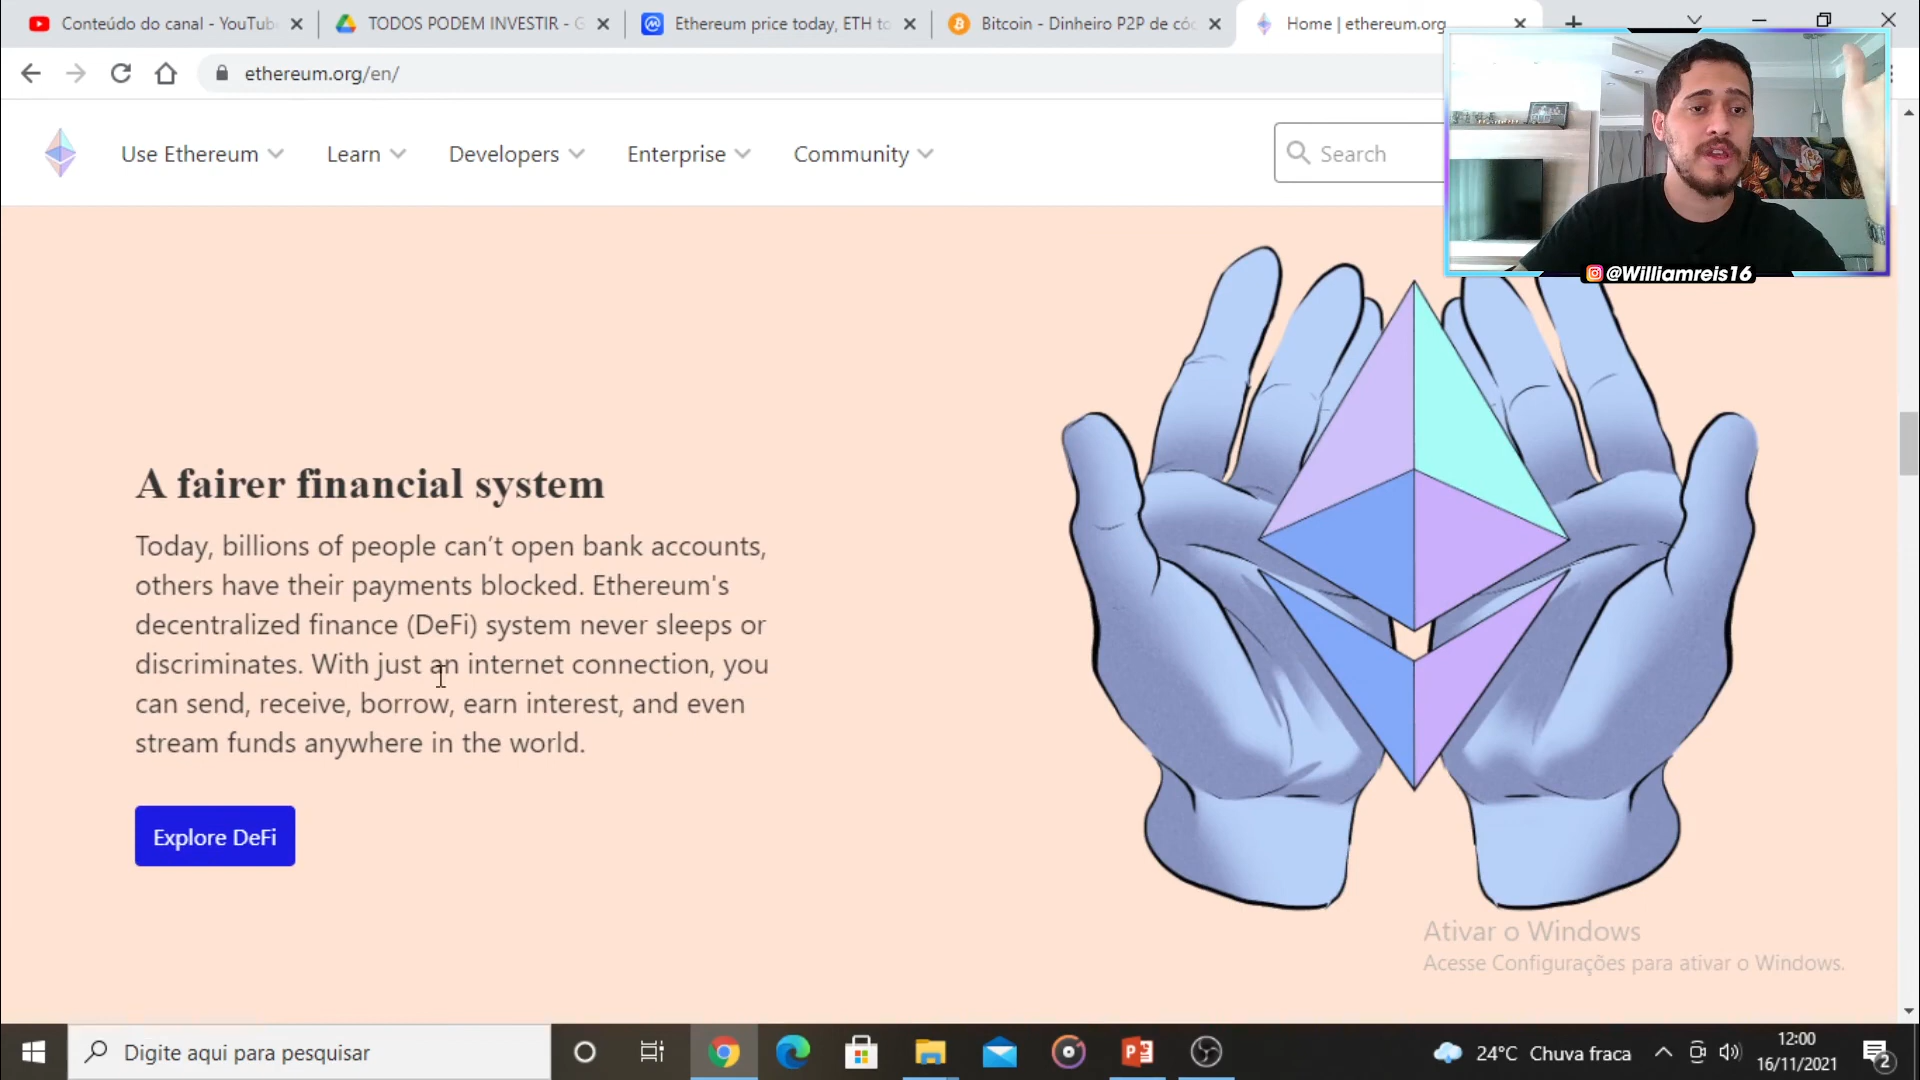 Conteúdo do canal - YouTub
TODOS PODEM INVESTIR - G
Ethereum price today, ETH to
Bitcoin - Dinheiro P2P de cóc
Home | ethereum.org
ethereum.org/en/
Use Ethereum
Learn
Developers
Enterprise
Community
Search
@Williamreis16
A fairer financial system
Today, billions of people can’t open bank accounts,
others have their payments blocked. Ethereum's
decentralized finance (DeFi) system never sleeps or
discriminates. With just an internet connection, you
can send, receive, borrow, earn interest, and even
stream funds anywhere in the world.
Explore DeFi
Ativar o Windows
Acesse Configurações para ativar o Windows.
Digite aqui para pesquisar
24°C Chuva fraca
12:00
16/11/2021
2